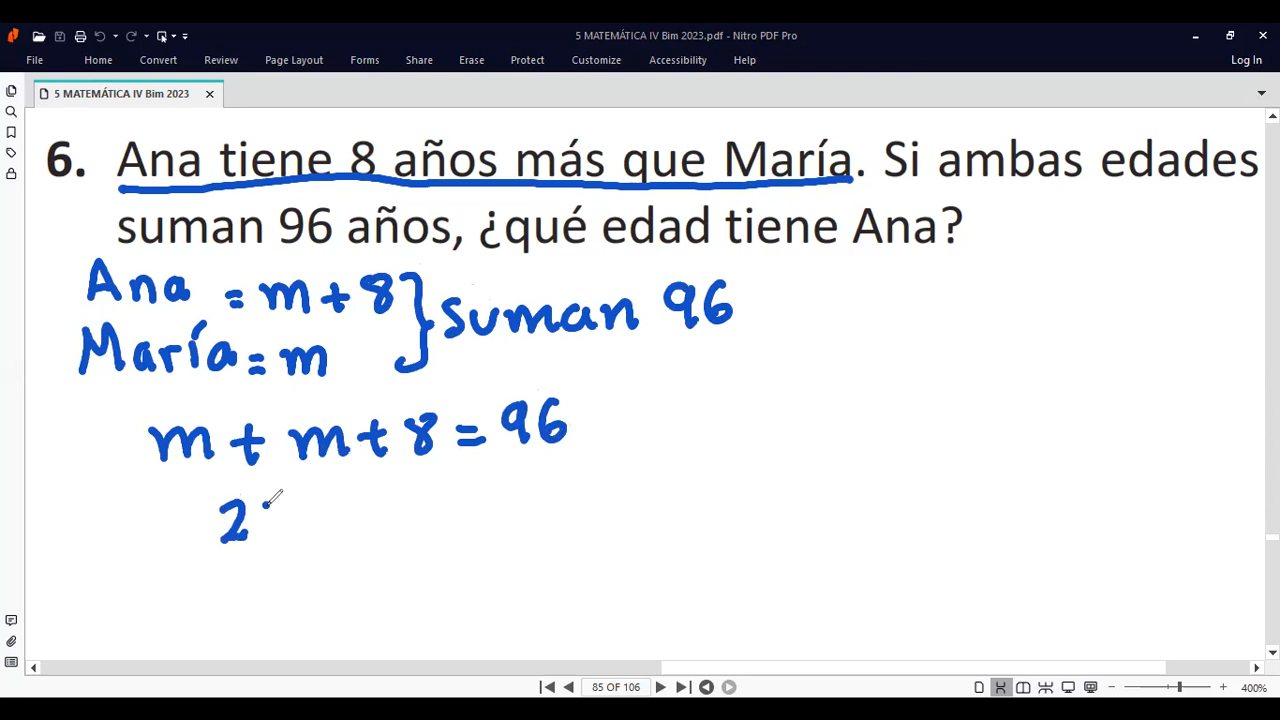 5 MATEMÁTICA IV Bim 2023.pdf - Nitro PDF Pro
File Home Convert Review Page Layout Forms Share Erase Protect Customize Accessibility Help Log In
5 MATEMÁTICA IV Bim 2023
6. Ana tiene 8 años más que María. Si ambas edades
suman 96 años, ¿qué edad tiene Ana?
Ana = m + 8 } suman 96
María = m
m + m + 8 = 96
2
85 OF 106 400%